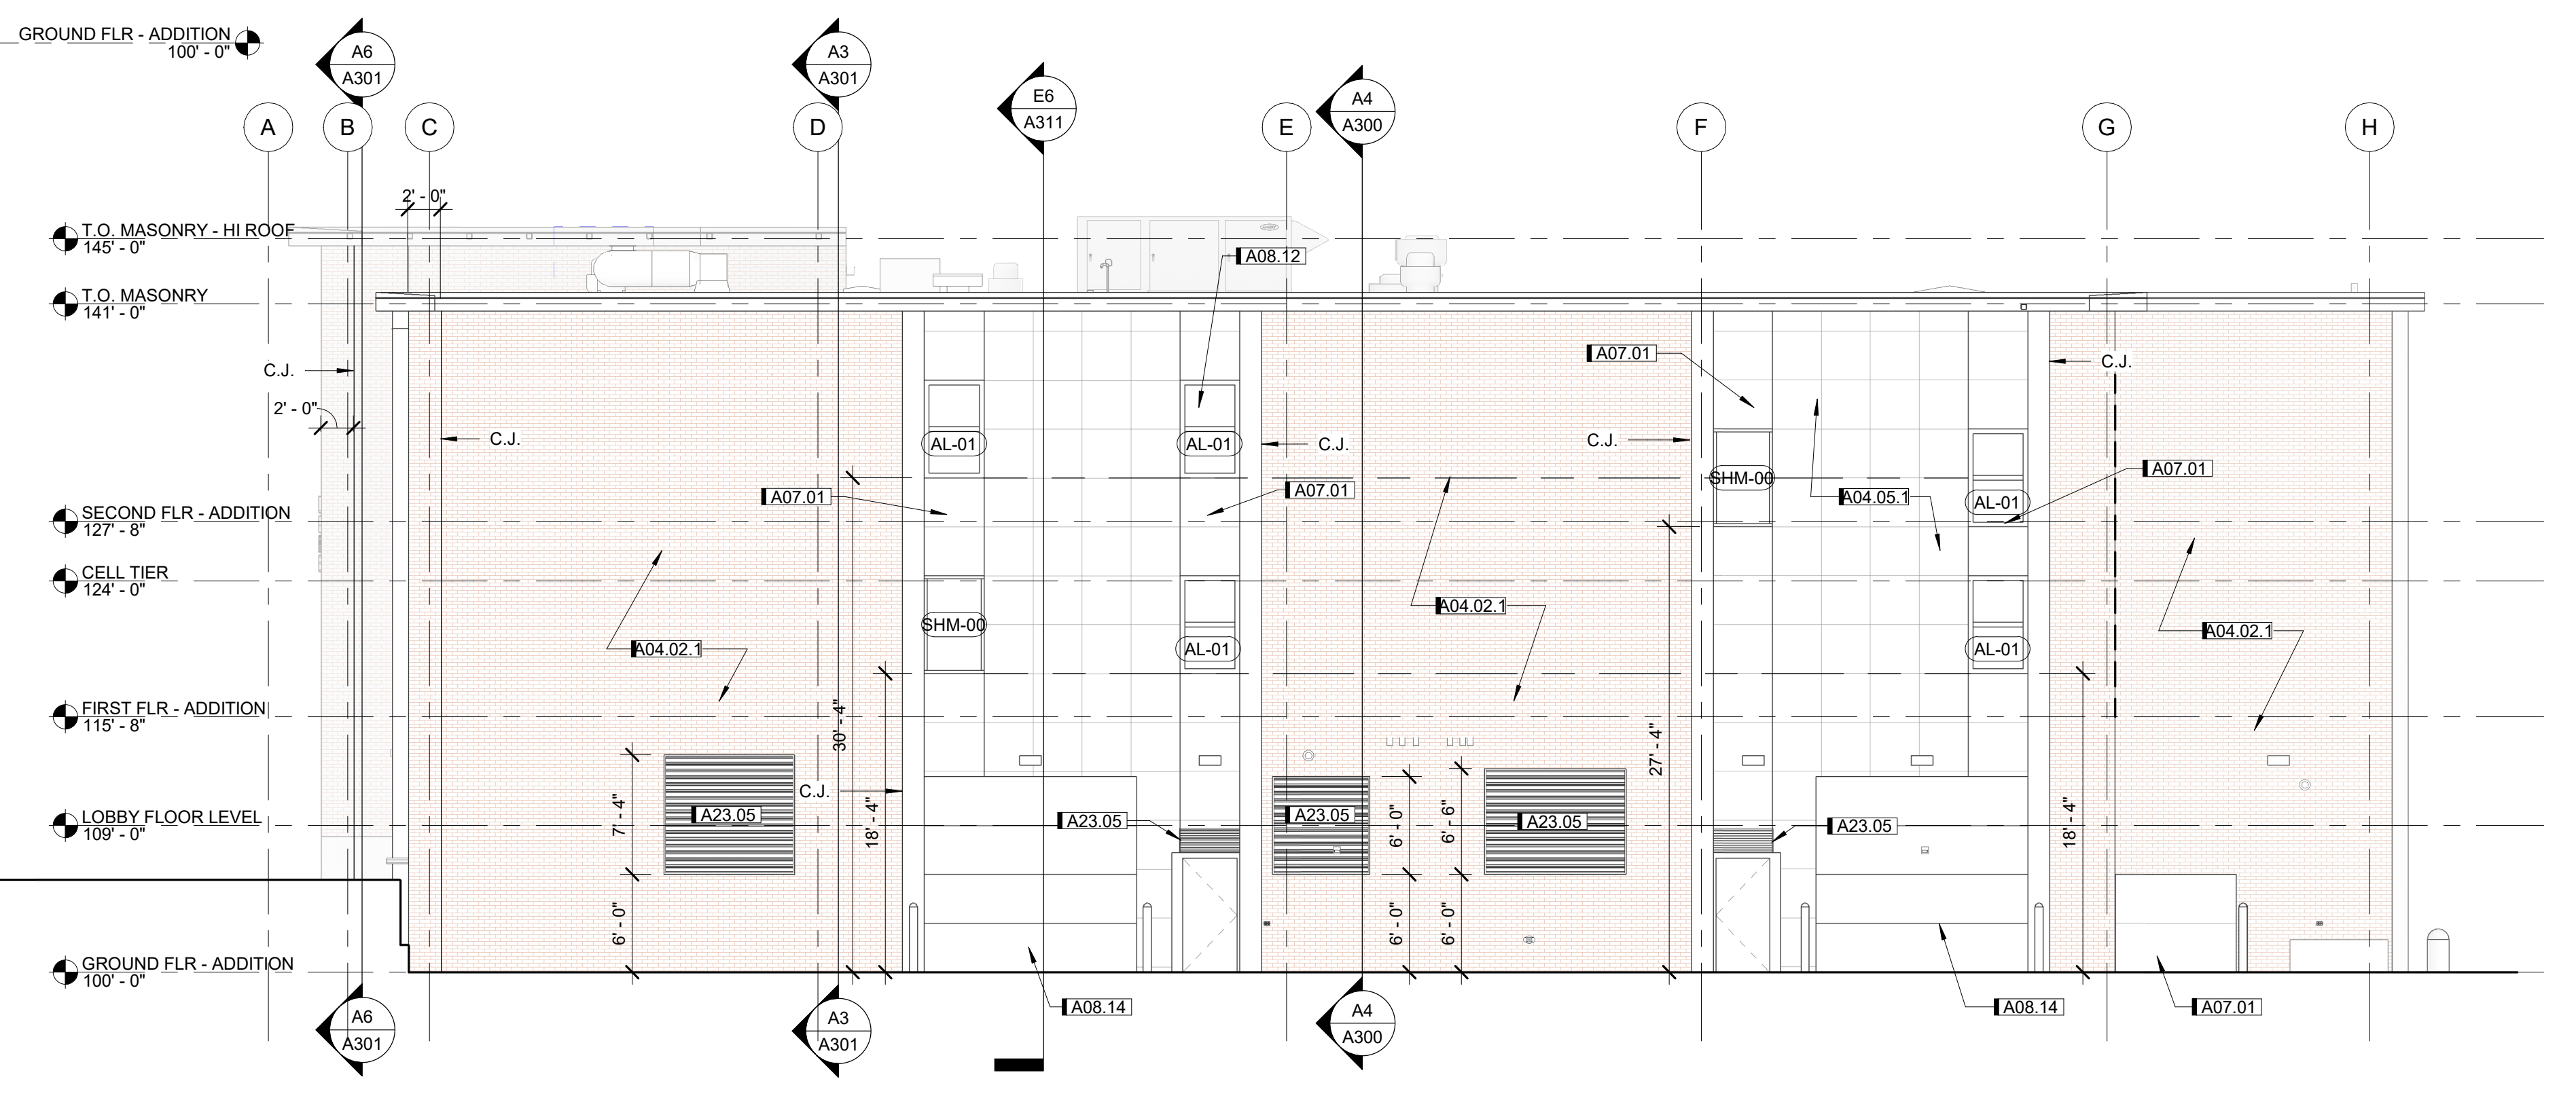 GROUND FLR - ADDITION
100' - 0"
A6
A301
A3
A301
E6
A311
A4
A300
A
B
C
D
E
F
G
H
2' - 0"
T.O. MASONRY - HI ROOF
145' - 0"
A08.12
T.O. MASONRY
141' - 0"
A07.01
C.J.
C.J.
2' - 0"
C.J.
AL-01
AL-01
C.J.
C.J.
A07.01
SHM-00
A07.01
A07.01
A04.05.1
AL-01
SECOND FLR - ADDITION
127' - 8"
CELL TIER
124' - 0"
A04.02.1
SHM-00
A04.02.1
A04.02.1
AL-01
AL-01
FIRST FLR - ADDITION
115' - 8"
30' - 4"
27' - 4"
C.J.
7' - 4"
A23.05
18' - 4"
A23.05
A23.05
6' - 0"
6' - 6"
A23.05
A23.05
18' - 4"
LOBBY FLOOR LEVEL
109' - 0"
6' - 0"
6' - 0"
6' - 0"
GROUND FLR - ADDITION
100' - 0"
A08.14
A08.14
A07.01
A6
A301
A3
A301
A4
A300